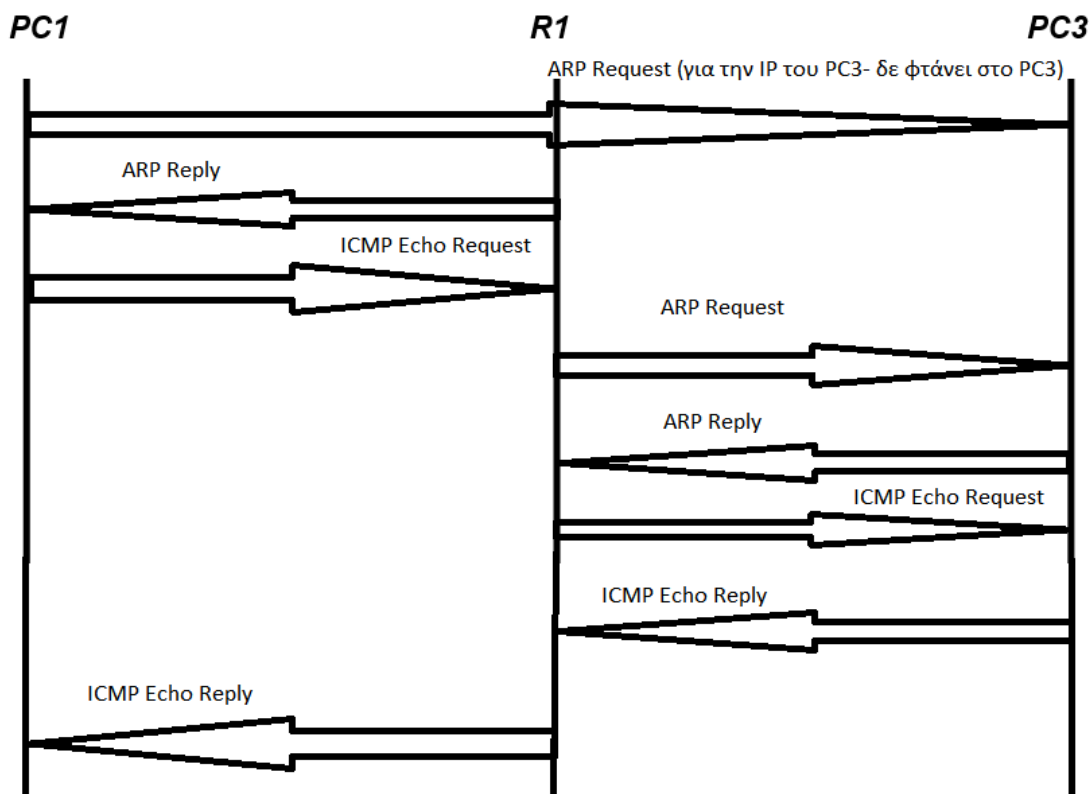 PC1 R1 PC3
ARP Request (για την IP του PC3- δε φτάνει στο PC3)
ARP Reply
ICMP Echo Request
ARP Request
ARP Reply
ICMP Echo Request
ICMP Echo Reply
ICMP Echo Reply